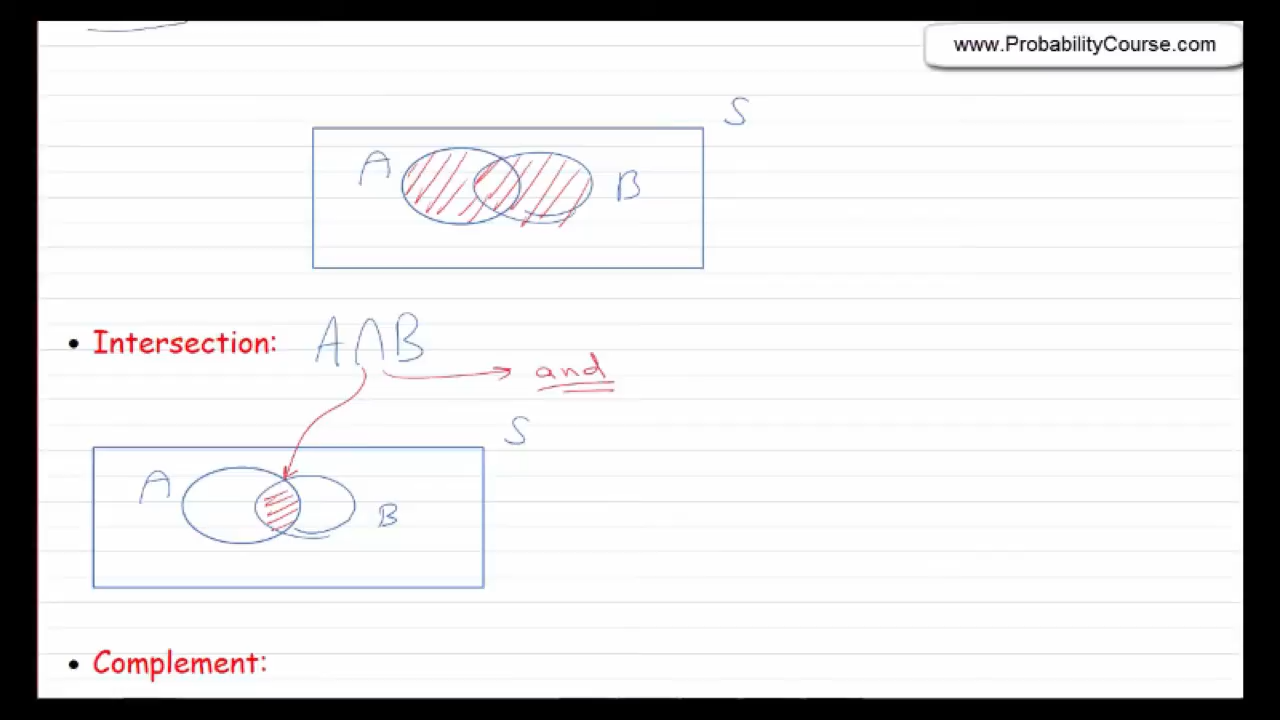 www.ProbabilityCourse.com
S
A
B
• Intersection: A∩B
and
S
A
B
• Complement: